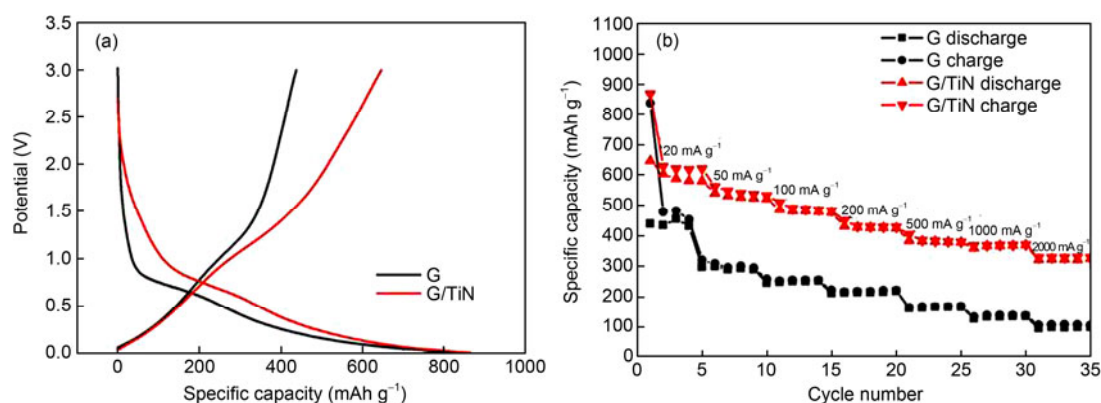 (a)
3.5
3.0
2.5
2.0
1.5
1.0
0.5
0.0
Potential (V)
G
G/TiN
0
200
400
600
800
1000
Specific capacity (mAh g⁻¹)
(b)
1100
1000
900
800
700
600
500
400
300
200
100
0
Specific capacity (mAh g⁻¹)
G discharge
G charge
G/TiN discharge
G/TiN charge
20 mA g⁻¹
50 mA g⁻¹
100 mA g⁻¹
200 mA g⁻¹
500 mA g⁻¹
1000 mA g⁻¹
2000 mA g⁻¹
0
5
10
15
20
25
30
35
Cycle number